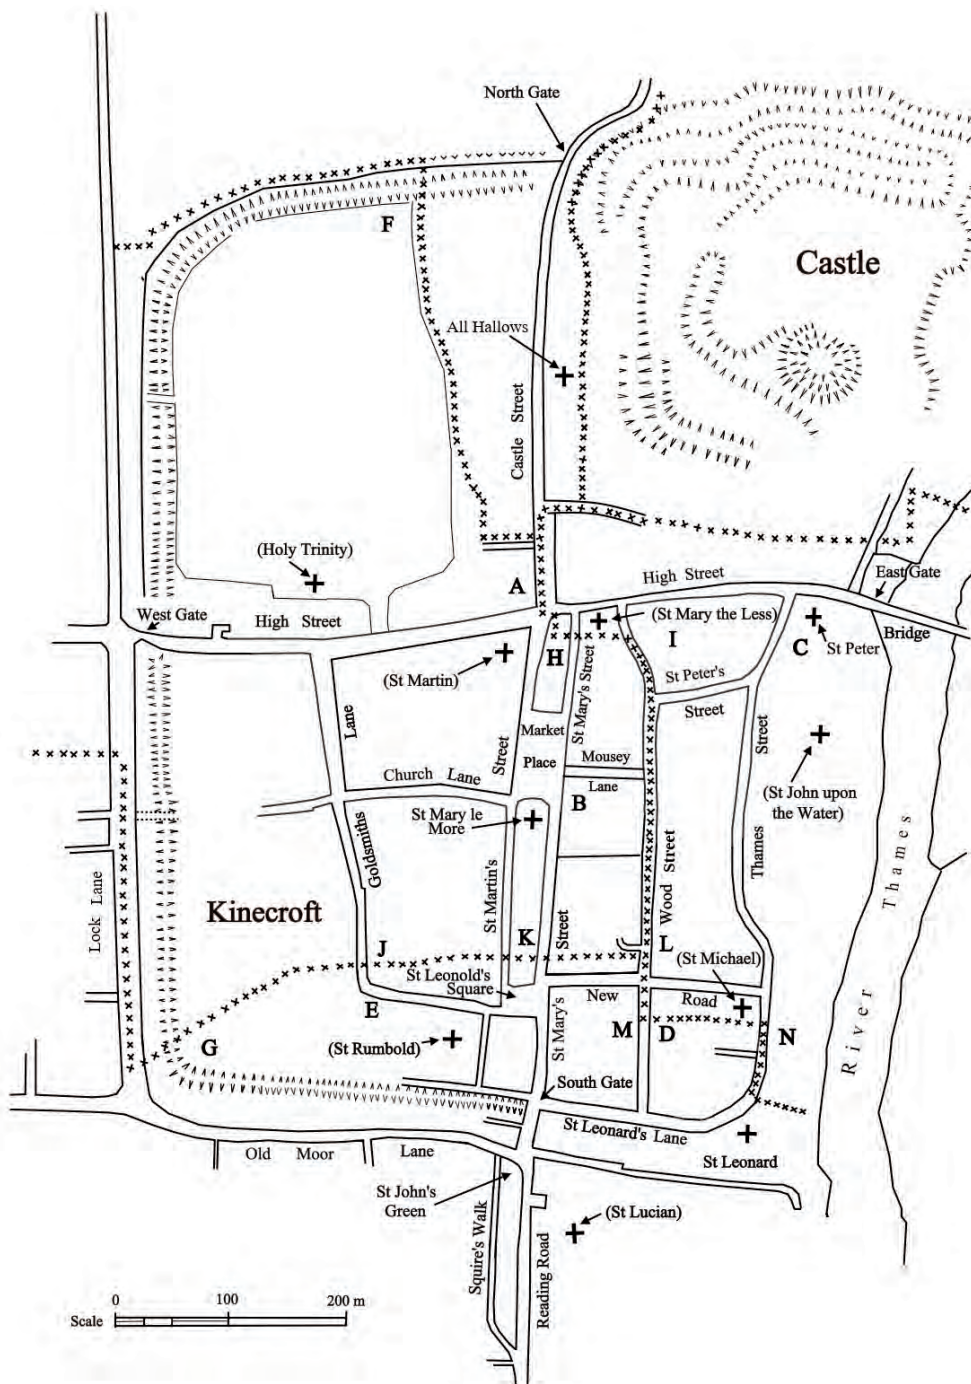 North Gate
F
Castle
All Hallows
Castle
Street
(Holy Trinity)
A
High Street
East Gate
West Gate
High Street
(St Mary the Less)
Bridge
H
I
C
St Peter
(St Martin)
St Mary's Street
St Peter's
Street
Lane
Street
Market
Place
Street
Mousey
Lane
Church Lane
B
(St John upon
the Water)
St Mary le
More
Goldsmiths
St Martin's
Wood Street
Thames
River Thames
Lock Lane
Kinecroft
J
K
Street
L
(St Michael)
St Leonold's
Square
New
Road
E
St Mary's
M
D
N
(St Rumbold)
G
South Gate
St Leonard's Lane
St Leonard
Old Moor Lane
St John's
Green
Squire's Walk
Reading Road
(St Lucian)
0 100 200 m
Scale